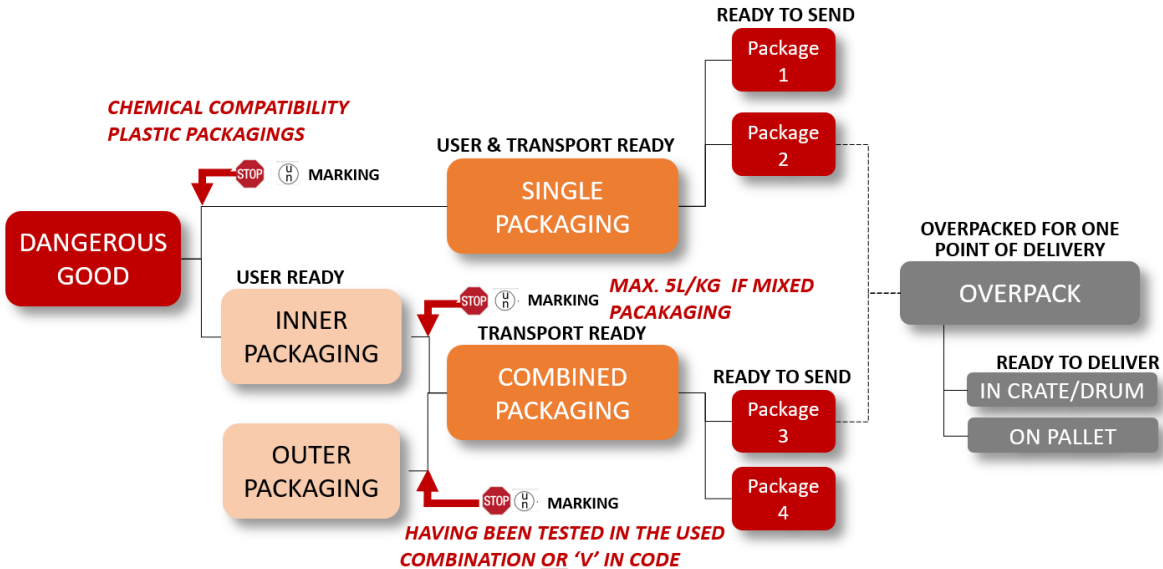 READY TO SEND
Package
1
CHEMICAL COMPATIBILITY
PLASTIC PACKAGINGS
Package
2
USER & TRANSPORT READY
STOP un MARKING
SINGLE
PACKAGING
DANGEROUS
GOOD
OVERPACKED FOR ONE
POINT OF DELIVERY
OVERPACK
USER READY
INNER
PACKAGING
STOP un MARKING
MAX. 5L/KG IF MIXED
PACAKAGING
TRANSPORT READY
COMBINED
PACKAGING
READY TO SEND
Package
3
READY TO DELIVER
IN CRATE/DRUM
ON PALLET
OUTER
PACKAGING
Package
4
STOP un MARKING
HAVING BEEN TESTED IN THE USED
COMBINATION OR ‘V’ IN CODE